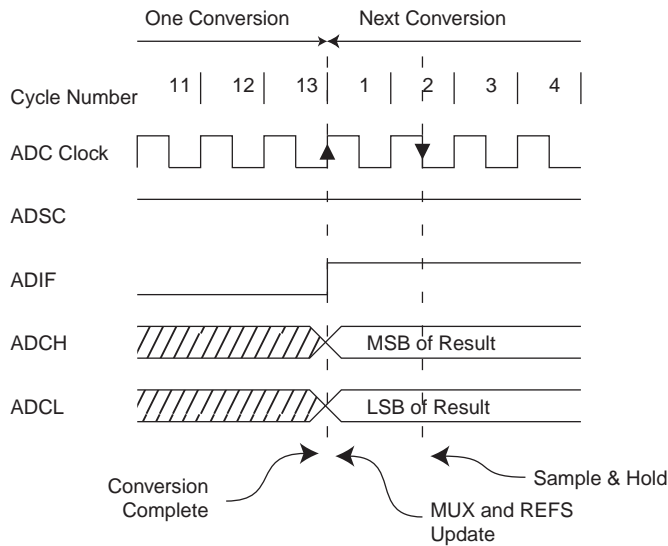 One Conversion Next Conversion
Cycle Number 11 12 13 1 2 3 4
ADC Clock
ADSC
ADIF
ADCH MSB of Result
ADCL LSB of Result
Conversion
Complete
MUX and REFS
Update
Sample & Hold